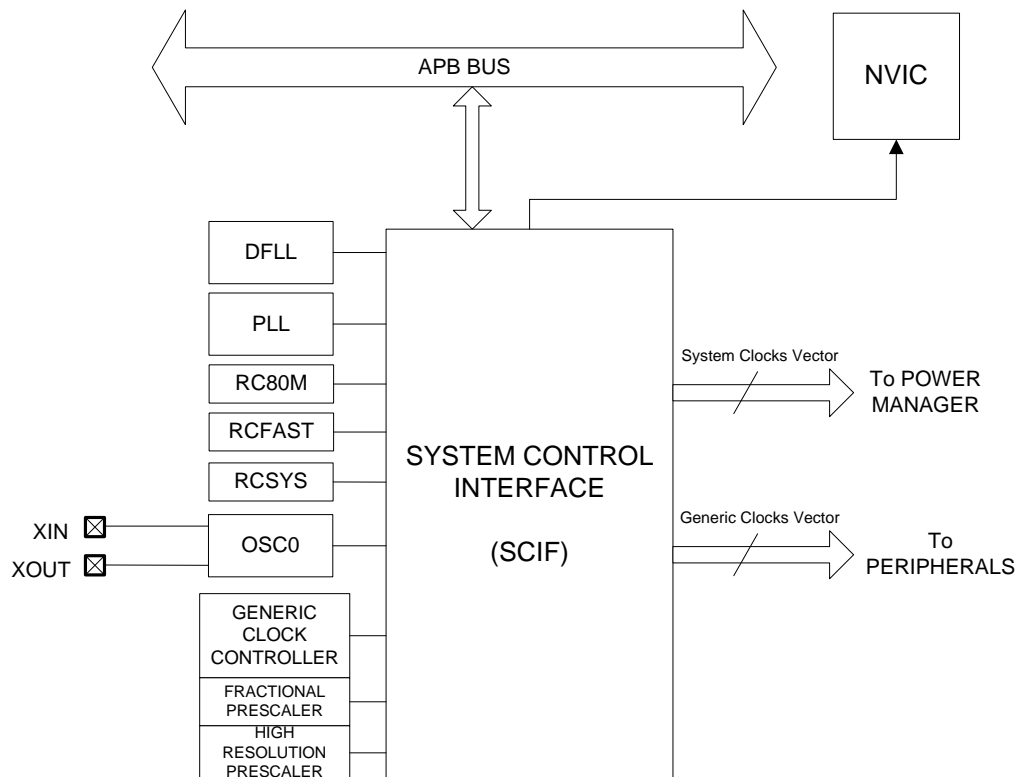 APB BUS
NVIC
DFLL
PLL
RC80M
RCFAST
RCSYS
XIN
XOUT
OSC0
GENERIC
CLOCK
CONTROLLER
FRACTIONAL
PRESCALER
HIGH
RESOLUTION
PRESCALER
SYSTEM CONTROL
INTERFACE
(SCIF)
System Clocks Vector
To POWER
MANAGER
Generic Clocks Vector
To
PERIPHERALS